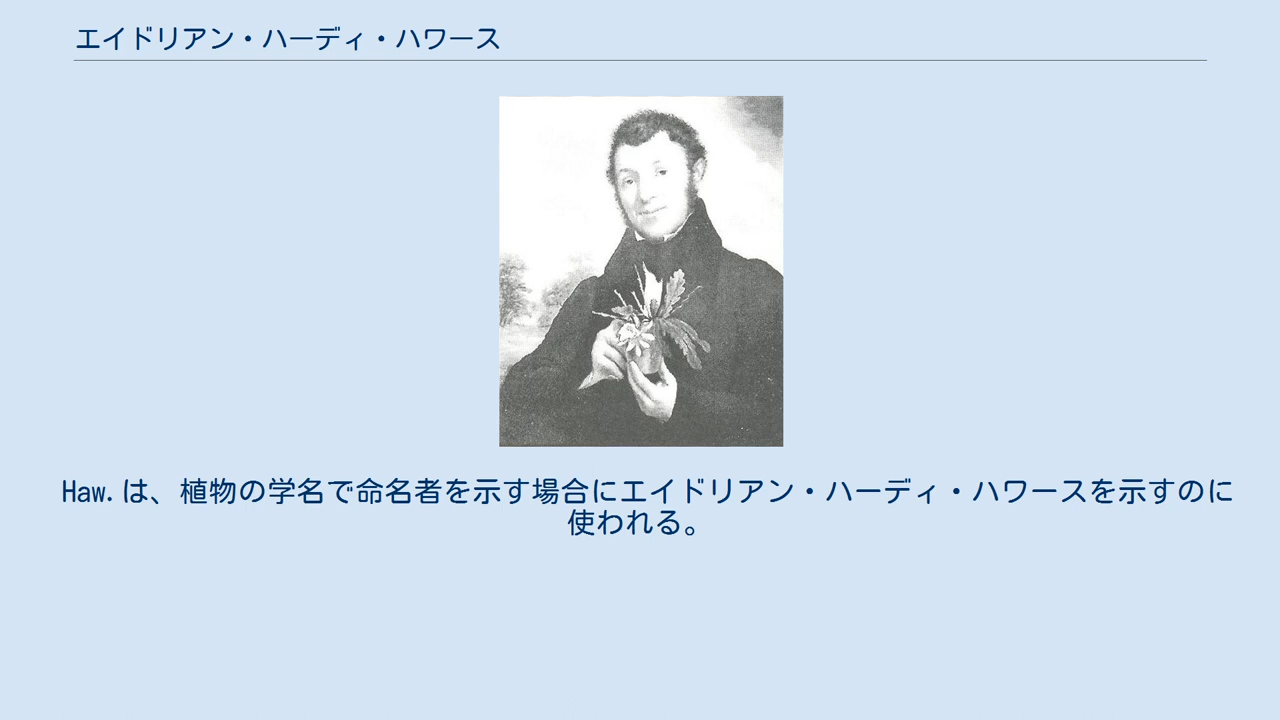 エイドリアン・ハーディ・ハワース
Haw.は、植物の学名で命名者を示す場合にエイドリアン・ハーディ・ハワースを示すのに
使われる。